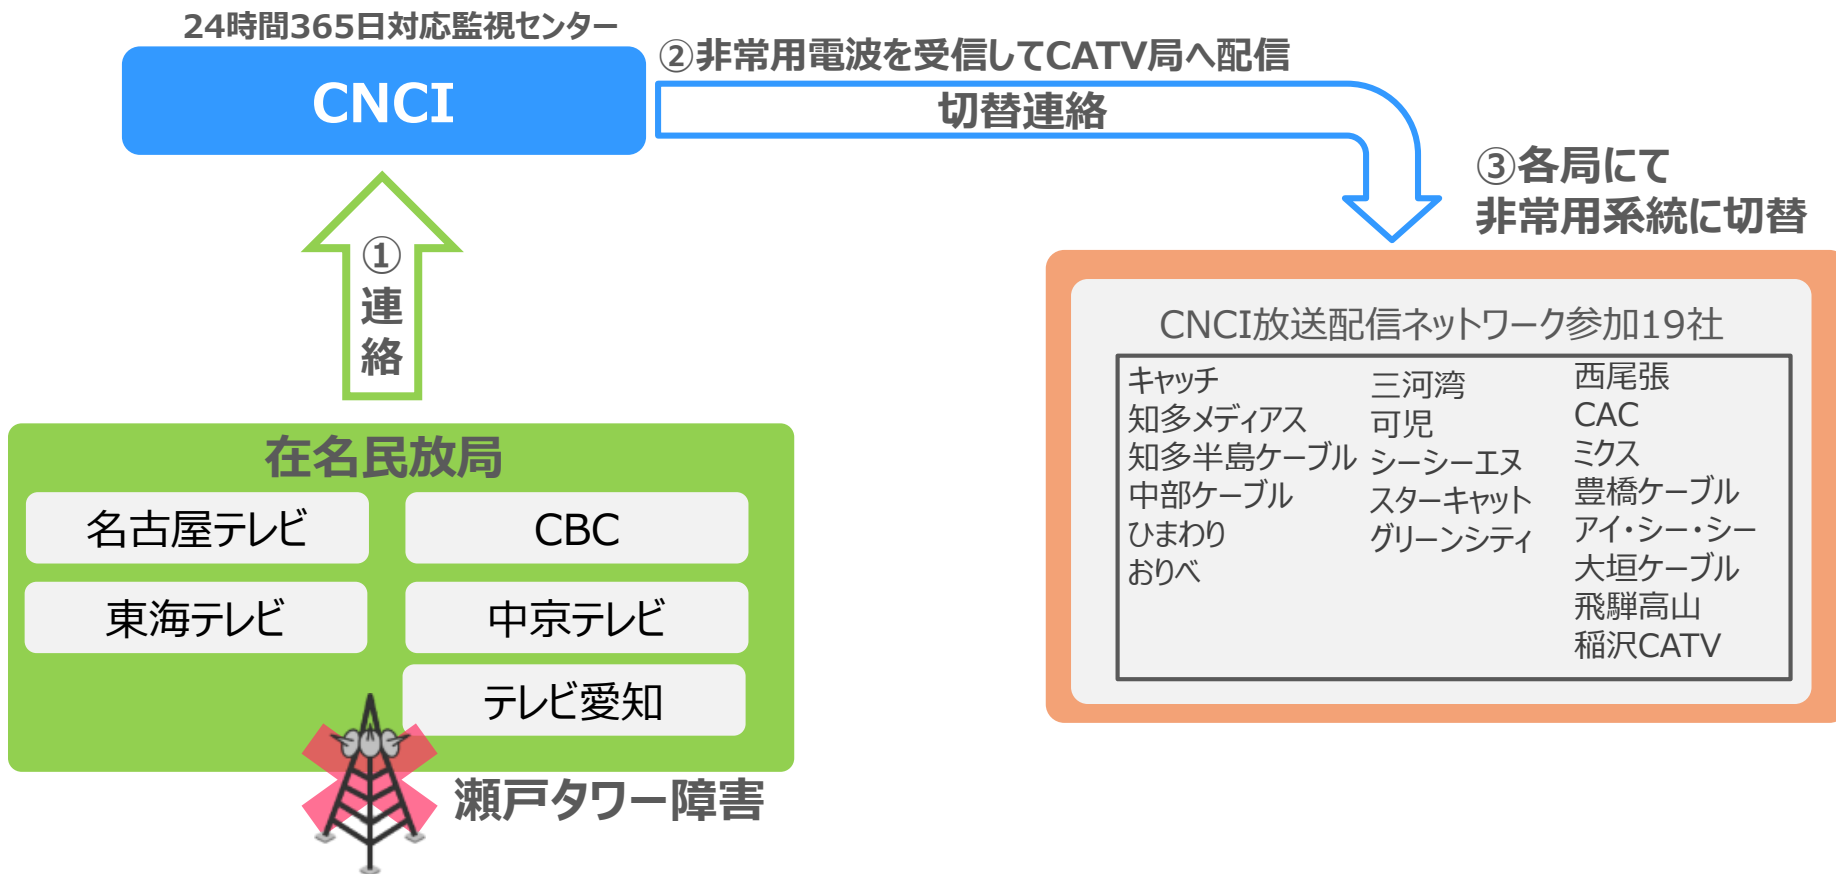 24時間365日対応監視センター
CNCI
②非常用電波を受信してCATV局へ配信
切替連絡
③各局にて
非常用系統に切替
①
連
絡
在名民放局
名古屋テレビ
CBC
東海テレビ
中京テレビ
テレビ愛知
瀬戸タワー障害
CNCI放送配信ネットワーク参加19社
キャッチ
知多メディアス
知多半島ケーブル
中部ケーブル
ひまわり
おりべ
三河湾
可児
シーシーエヌ
スターキャット
グリーンシティ
西尾張
CAC
ミクス
豊橋ケーブル
アイ・シー・シー
大垣ケーブル
飛騨高山
稲沢CATV